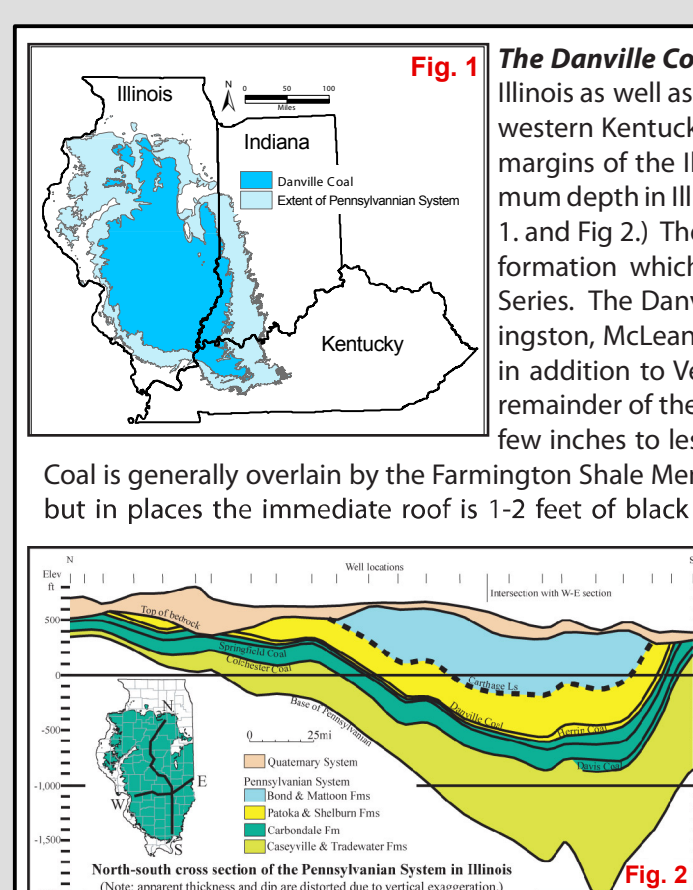 Fig. 1
Illinois
N
0 50 100
Miles
Indiana
Danville Coal
Extent of Pennsylvannian System
Kentucky
The Danville Co
Illinois as well as
western Kentuck
margins of the Il
mum depth in Ill
1. and Fig 2.) The
formation which
Series. The Danv
ingston, McLean
in addition to Ve
remainder of the
few inches to les
Coal is generally overlain by the Farmington Shale Mer
but in places the immediate roof is 1-2 feet of black
N
S
Elev
ft
Well locations
Intersection with W-E section
500
0
-500
-1,000
-1,500
Top of bedrock
Springfield Coal
Colchester Coal
Base of Pennsylvanian
Carthage Ls
Danville Coal
Herrin Coal
Davis Coal
N
E
W
S
0 25mi
Quaternary System
Pennsylvanian System
Bond & Mattoon Fms
Patoka & Shelburn Fms
Carbondale Fm
Caseyville & Tradewater Fms
North-south cross section of the Pennsylvanian System in Illinois
(Note: apparent thickness and dip are distorted due to vertical exaggeration.)
Fig. 2